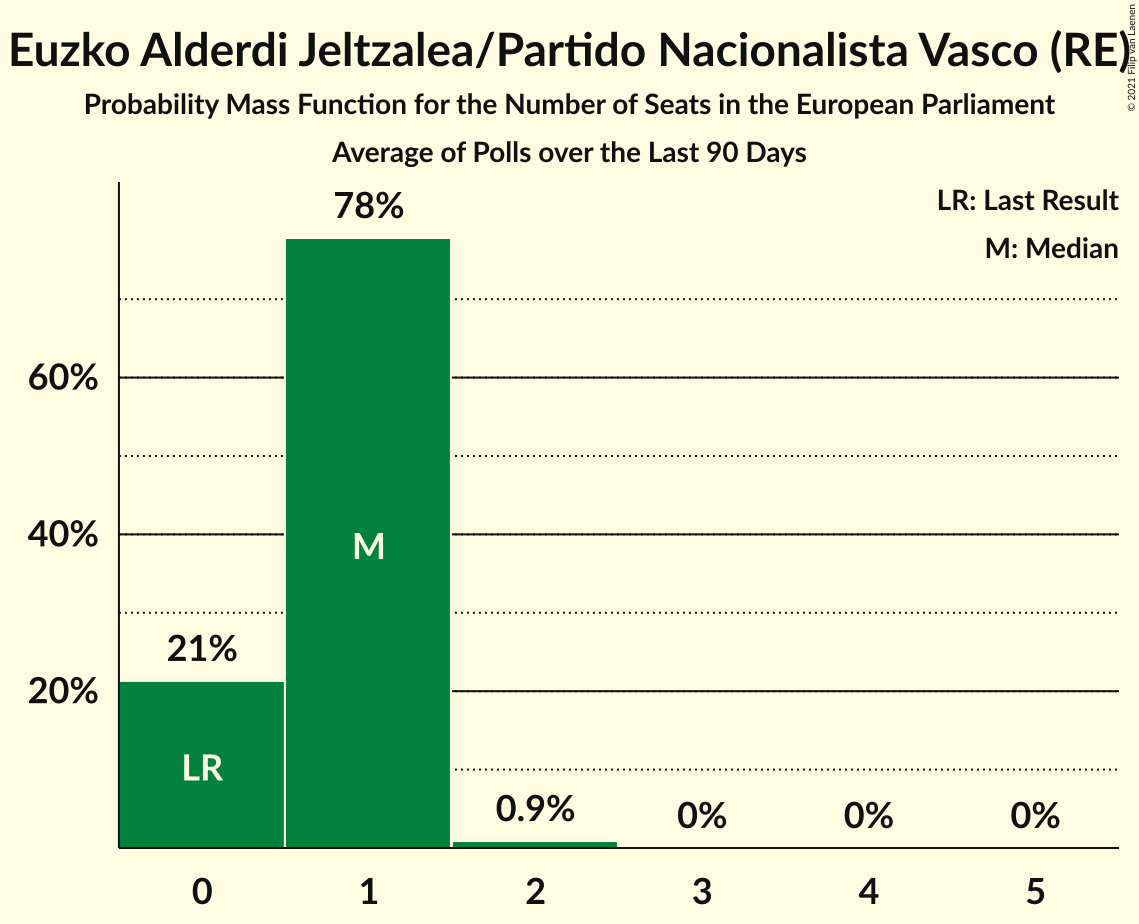 Euzko Alderdi Jeltzalea/Partido Nacionalista Vasco (RE)
© 2021 Filip van Laenen
Probability Mass Function for the Number of Seats in the European Parliament
Average of Polls over the Last 90 Days
LR: Last Result
M: Median
78%
60%
40%
M
21%
20%
LR
0.9%
0%
0%
0%
0 1 2 3 4 5